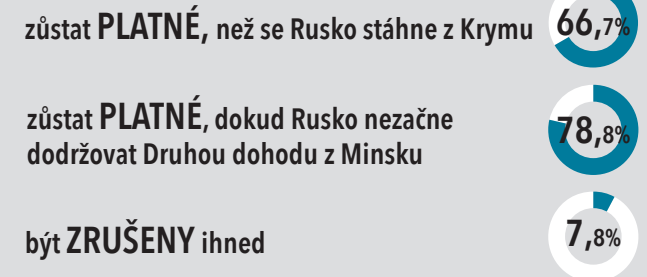 zůstat PLATNÉ, než se Rusko stáhne z Krymu 66,7%
zůstat PLATNÉ, dokud Rusko nezačne
dodržovat Druhou dohodu z Minsku
78,8%
být ZRUŠENY ihned 7,8%